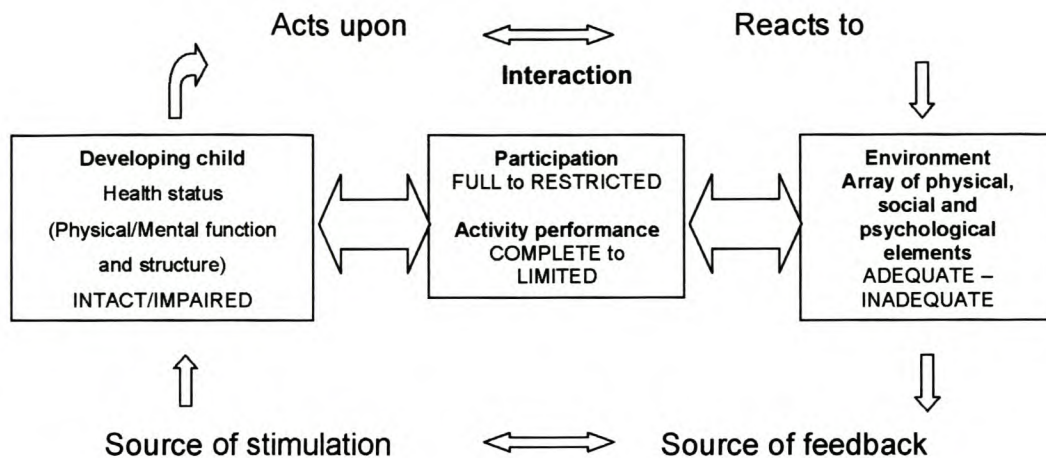 Acts upon
Reacts to
Interaction
Developing child
Health status
(Physical/Mental function
and structure)
INTACT/IMPAIRED
Participation
FULL to RESTRICTED
Activity performance
COMPLETE to
LIMITED
Environment
Array of physical,
social and
psychological
elements
ADEQUATE –
INADEQUATE
Source of stimulation
Source of feedback